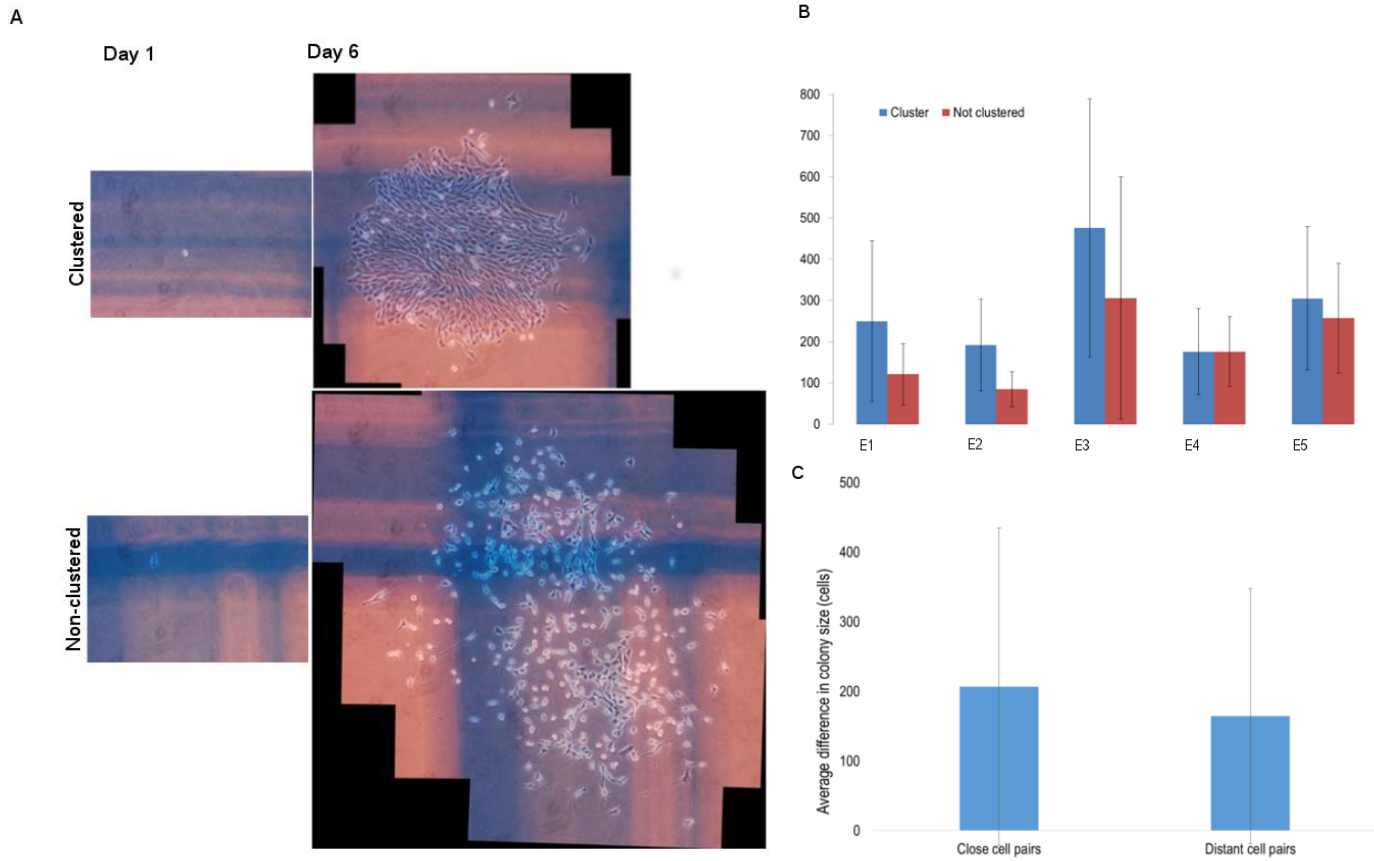 A
Day 1
Day 6
Clustered
Non-clustered
B
800
700
600
500
400
300
200
100
0
Cluster
Not clustered
E1
E2
E3
E4
E5
C
Average difference in colony size (cells)
500
400
300
200
100
0
Close cell pairs
Distant cell pairs